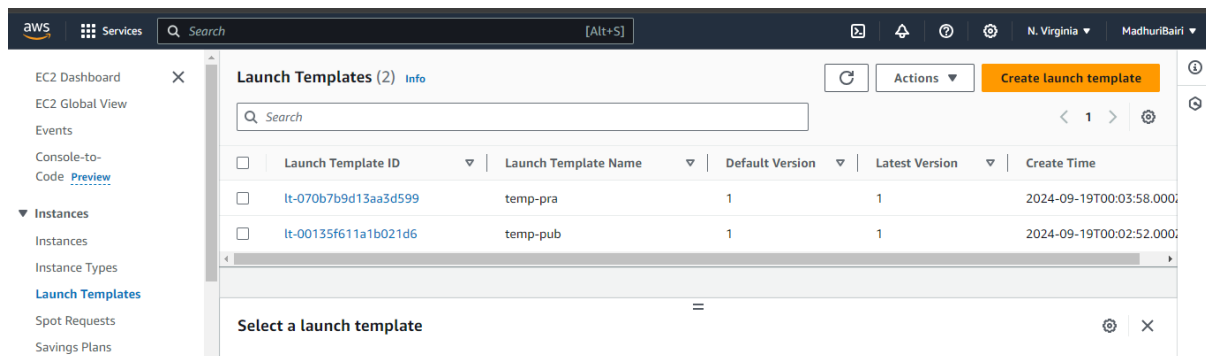 aws Services Search [Alt+S] N. Virginia MadhuriBairi
EC2 Dashboard
EC2 Global View
Events
Console-to-
Code Preview
Instances
Instances
Instance Types
Launch Templates
Spot Requests
Savings Plans
Launch Templates (2) Info Actions Create launch template
Search 1
Launch Template ID Launch Template Name Default Version Latest Version Create Time
lt-070b7b9d13aa3d599 temp-pra 1 1 2024-09-19T00:03:58.000Z
lt-00135f611a1b021d6 temp-pub 1 1 2024-09-19T00:02:52.000Z
Select a launch template